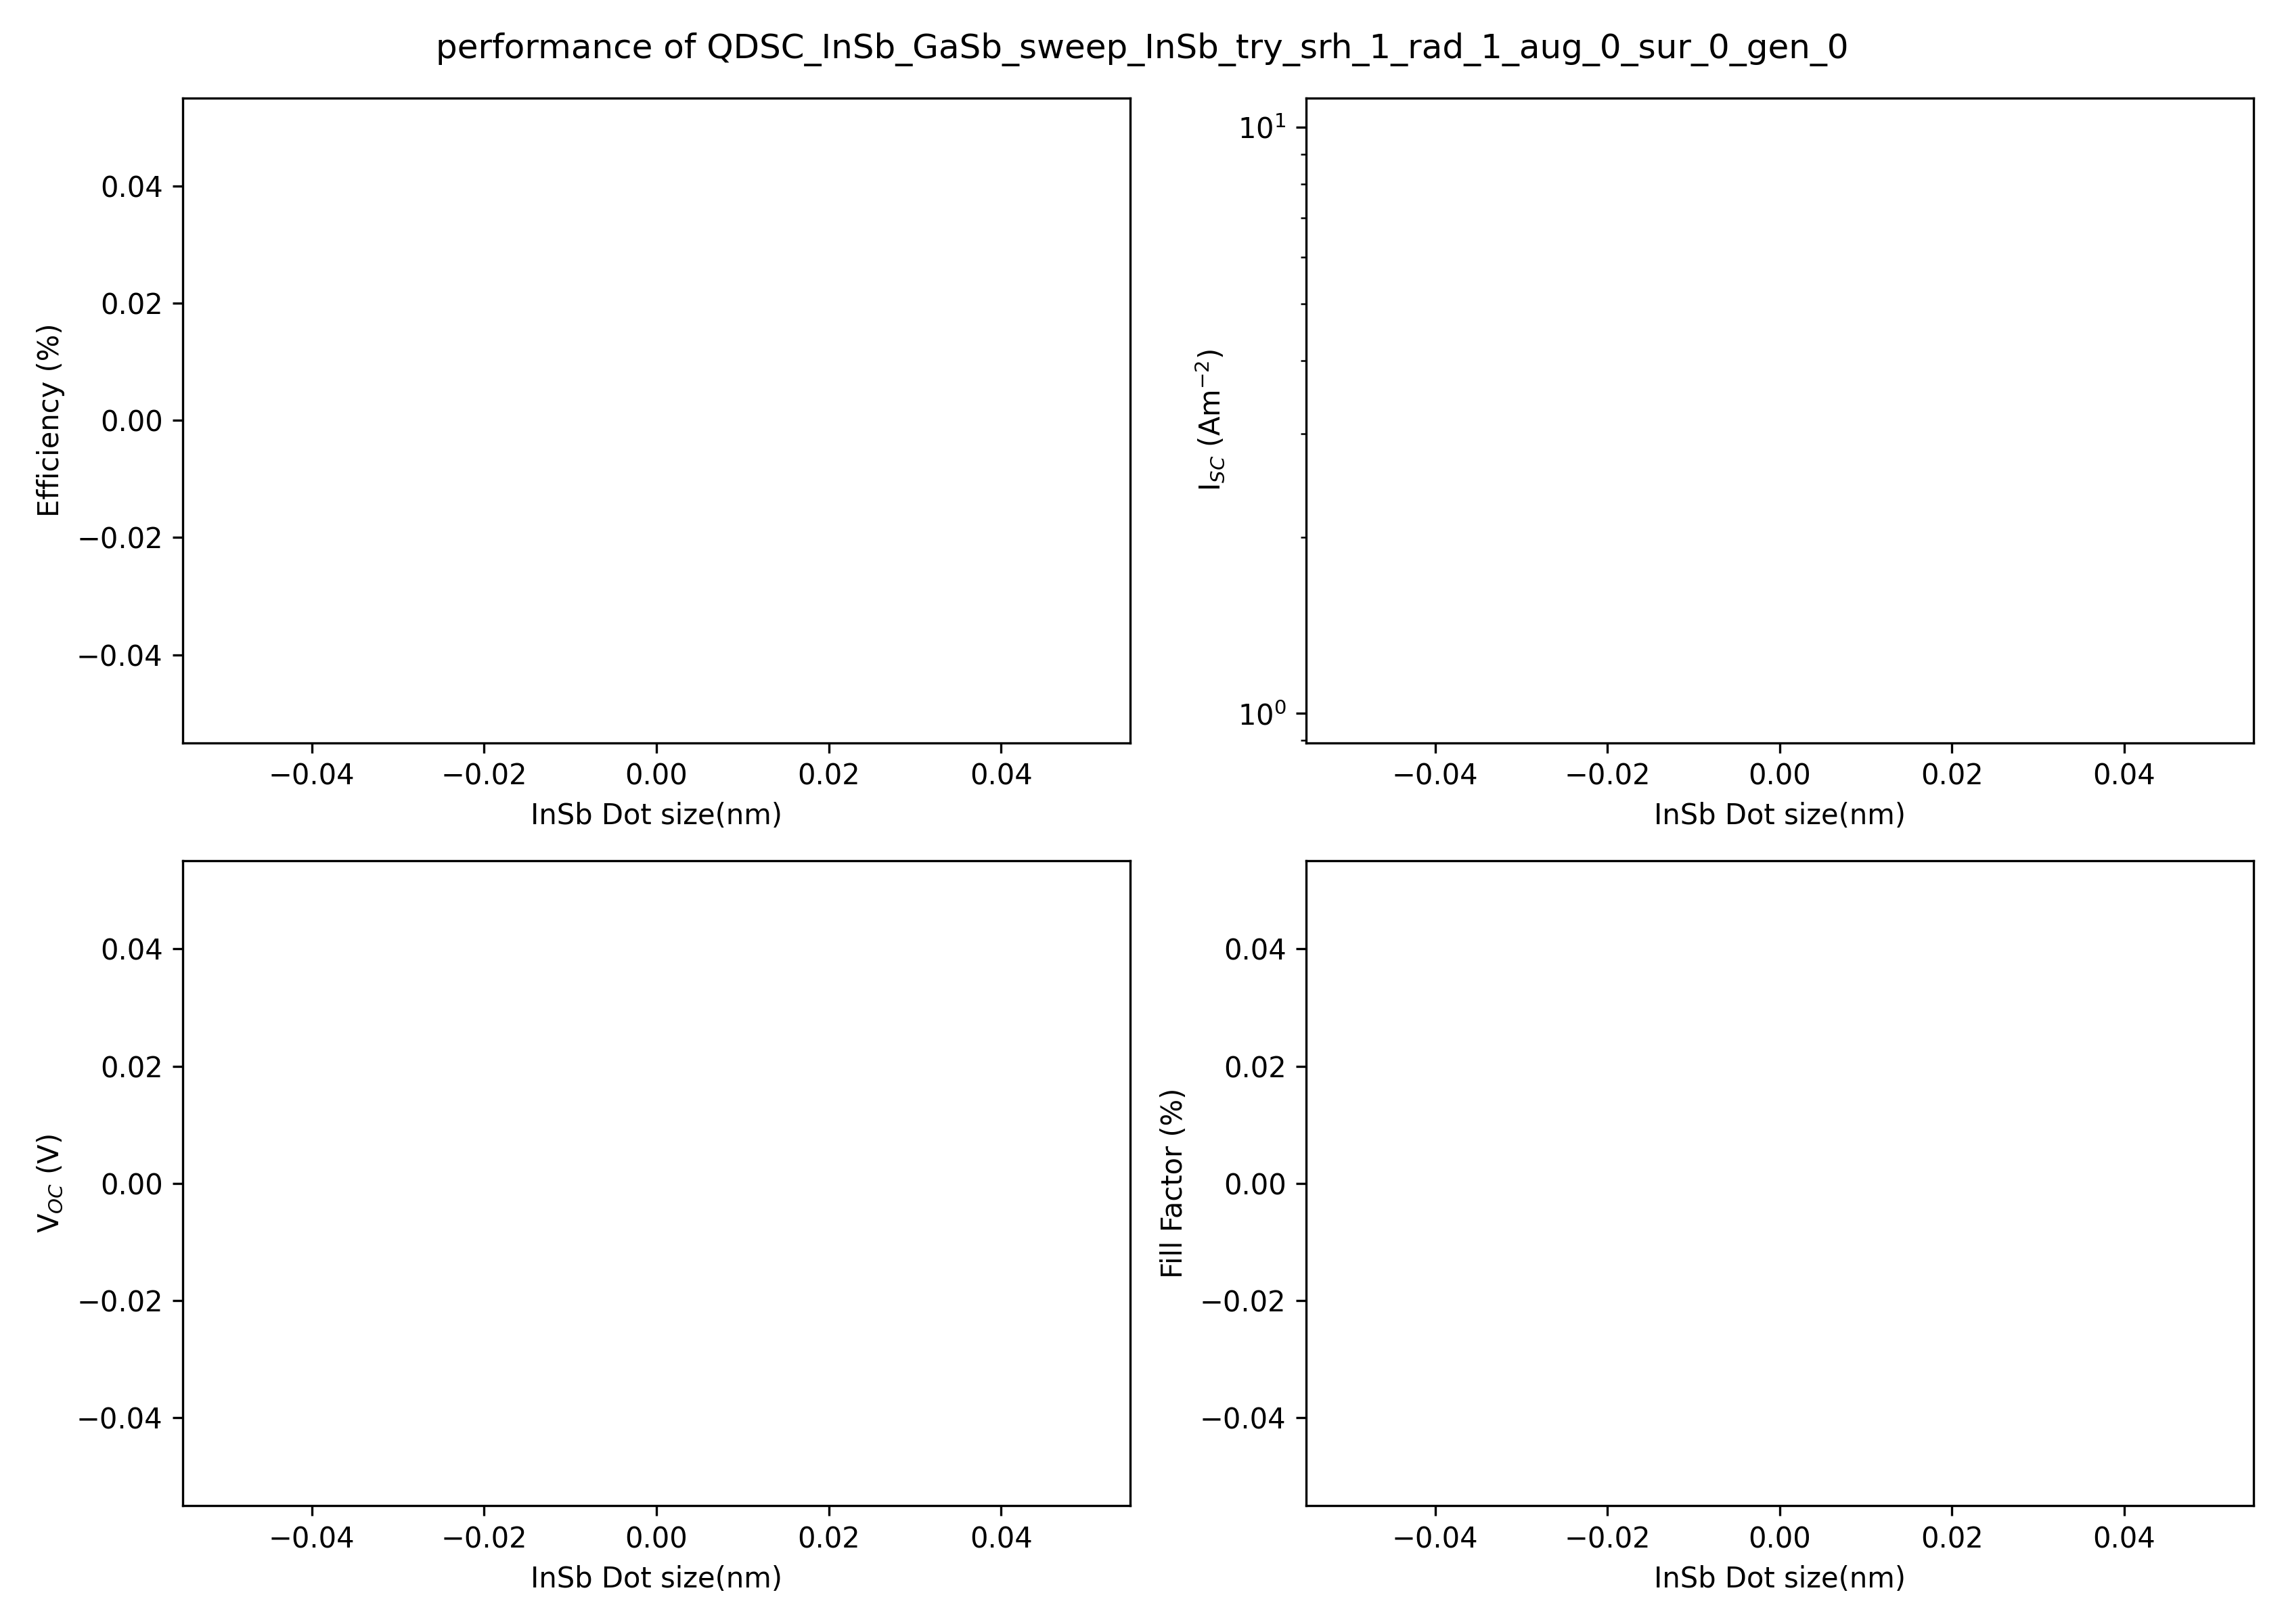 performance of QDSC_InSb_GaSb_sweep_InSb_try_srh_1_rad_1_aug_0_sur_0_gen_0
Efficiency (%)
0.04
0.02
0.00
−0.02
−0.04
−0.04 −0.02 0.00 0.02 0.04
InSb Dot size(nm)
I_SC (Am⁻²)
10¹
10⁰
−0.04 −0.02 0.00 0.02 0.04
InSb Dot size(nm)
V_OC (V)
0.04
0.02
0.00
−0.02
−0.04
−0.04 −0.02 0.00 0.02 0.04
InSb Dot size(nm)
Fill Factor (%)
0.04
0.02
0.00
−0.02
−0.04
−0.04 −0.02 0.00 0.02 0.04
InSb Dot size(nm)